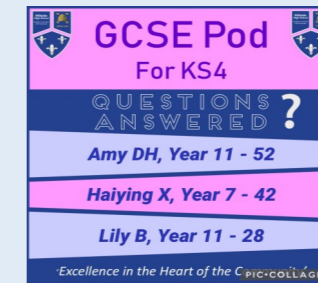 GCSE Pod
For KS4
QUESTIONS
ANSWERED ?
Amy DH, Year 11 - 52
Haiying X, Year 7 - 42
Lily B, Year 11 - 28
Excellence in the Heart of the
PIC•COLLAGE